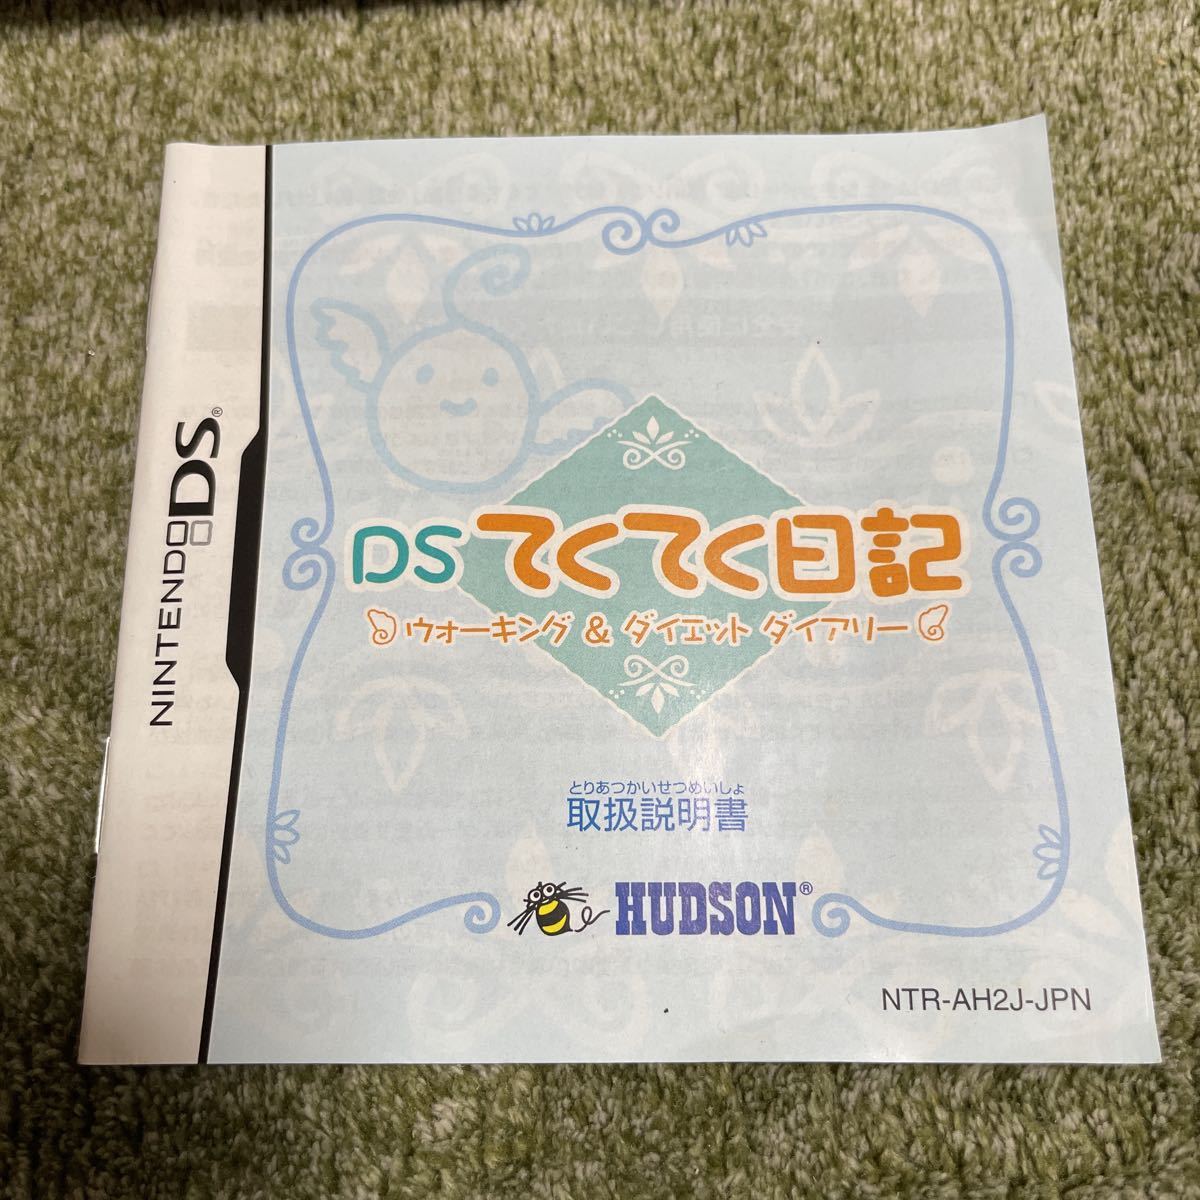 NINTENDO DS®
DS てくてく日記
ウォーキング & ダイエット ダイアリー
とりあつかいせつめいしょ
取扱説明書
HUDSON®
NTR-AH2J-JPN